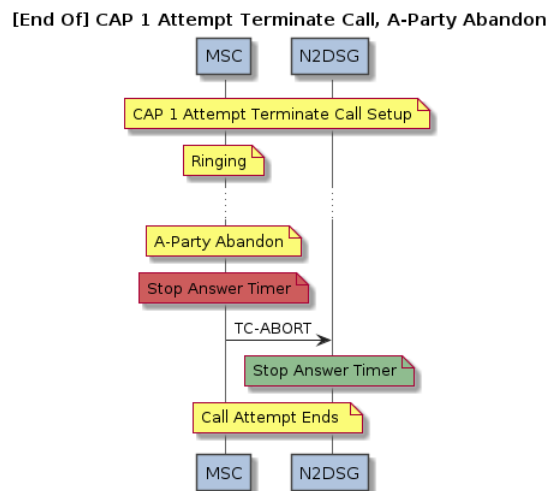 [End Of] CAP 1 Attempt Terminate Call, A-Party Abandon
MSC N2DSG
CAP 1 Attempt Terminate Call Setup
Ringing
A-Party Abandon
Stop Answer Timer
TC-ABORT
Stop Answer Timer
Call Attempt Ends
MSC N2DSG